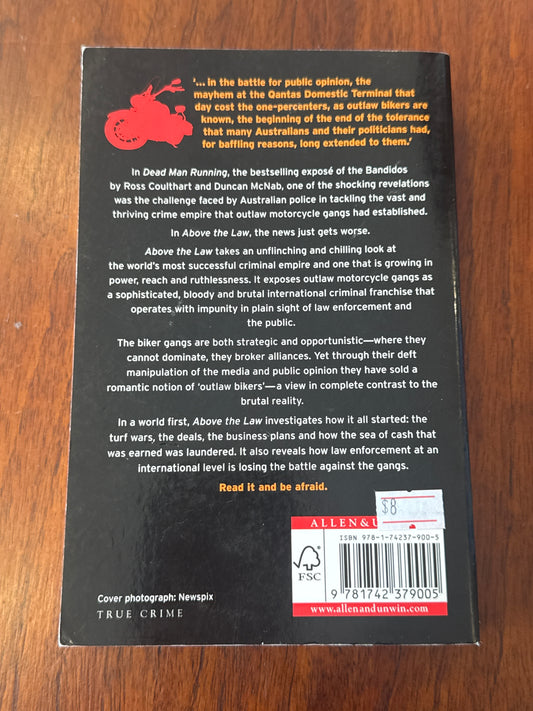 '... In the battle for public opinion, the
mayhem at the Qantas Domestic Terminal that
day cost the one-percenters, as outlaw bikers are
known, the beginning of the end of the tolerance
that many Australians and their politicians had,
for baffling reasons, long extended to them.'
In Dead Man Running, the bestselling exposé of the Bandidos
by Ross Coulthart and Duncan McNab, one of the shocking revelations
was the challenge faced by Australian police in tackling the vast and
thriving crime empire that outlaw motorcycle gangs had established.
In Above the Law, the news just gets worse.
Above the Law takes an unflinching and chilling look at
the world's most successful criminal empire and one that is growing in
power, reach and ruthlessness. It exposes outlaw motorcycle gangs as
a sophisticated, bloody and brutal international criminal franchise that
operates with impunity in plain sight of law enforcement and
the public.
The biker gangs are both strategic and opportunistic—where they
cannot dominate, they broker alliances. Yet through their deft
manipulation of the media and public opinion they have sold a
romantic notion of 'outlaw bikers'—a view in complete contrast to the
brutal reality.
In a world first, Above the Law investigates how it all started: the
turf wars, the deals, the business plans and how the sea of cash that
was earned was laundered. It also reveals how law enforcement at an
international level is losing the battle against the gangs.
Read it and be afraid.
$8
ALLEN & U
ISBN 978-1-74237-900-5
FSC
9 781742 379005
www.allenandunwin.com
Cover photograph: Newspix
TRUE CRIME